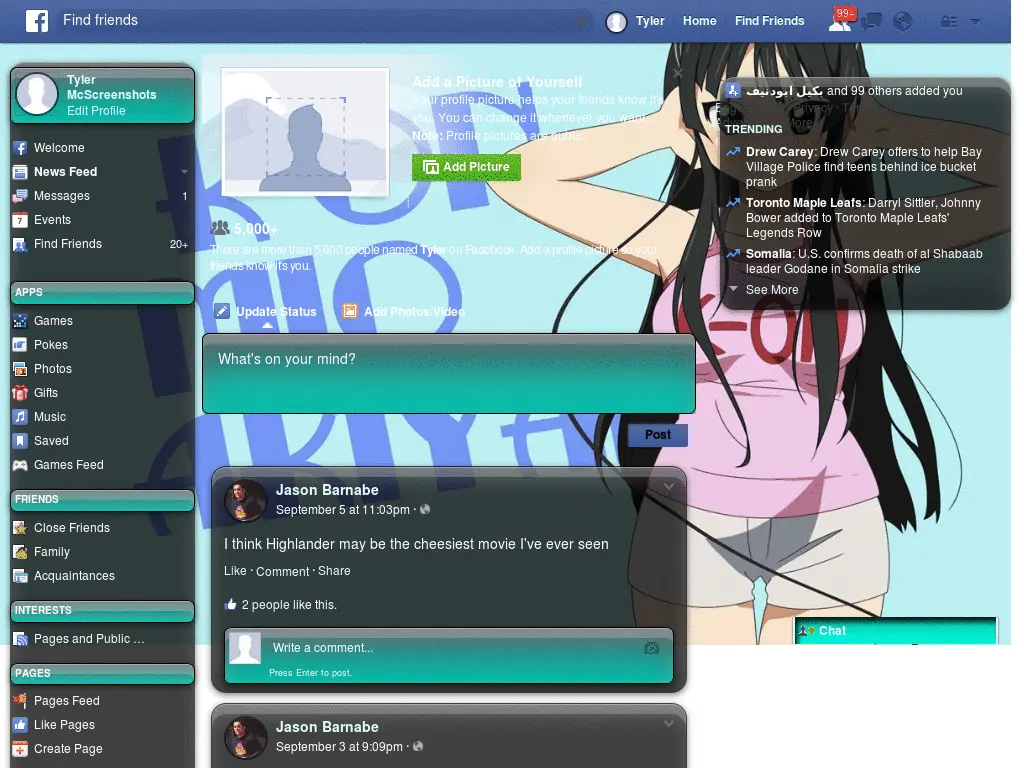 Find friends
Tyler
Home
Find Friends
99+
Tyler
McScreenshots
Edit Profile
Welcome
News Feed
Messages 1
Events
Find Friends 20+
APPS
Games
Pokes
Photos
Gifts
Music
Saved
Games Feed
FRIENDS
Close Friends
Family
Acquaintances
INTERESTS
Pages and Public ...
PAGES
Pages Feed
Like Pages
Create Page
Add a Picture of Yourself
Your profile picture helps your friends know it's
you. You can change it whenever you want.
Note: Profile pictures are public.
Add Picture
5,000+
There are more than 5,000 people named Tyler on Facebook. Add a profile picture so your
friends know it's you.
Update Status
Add Photos/Video
What's on your mind?
Post
Jason Barnabe
September 5 at 11:03pm ·
I think Highlander may be the cheesiest movie I've ever seen
Like · Comment · Share
2 people like this.
Write a comment...
Press Enter to post.
Jason Barnabe
September 3 at 9:09pm ·
بكيل ابودنيف and 99 others added you
TRENDING
Drew Carey: Drew Carey offers to help Bay
Village Police find teens behind ice bucket
prank
Toronto Maple Leafs: Darryl Sittler, Johnny
Bower added to Toronto Maple Leafs'
Legends Row
Somalia: U.S. confirms death of al Shabaab
leader Godane in Somalia strike
See More
K-ON
Chat